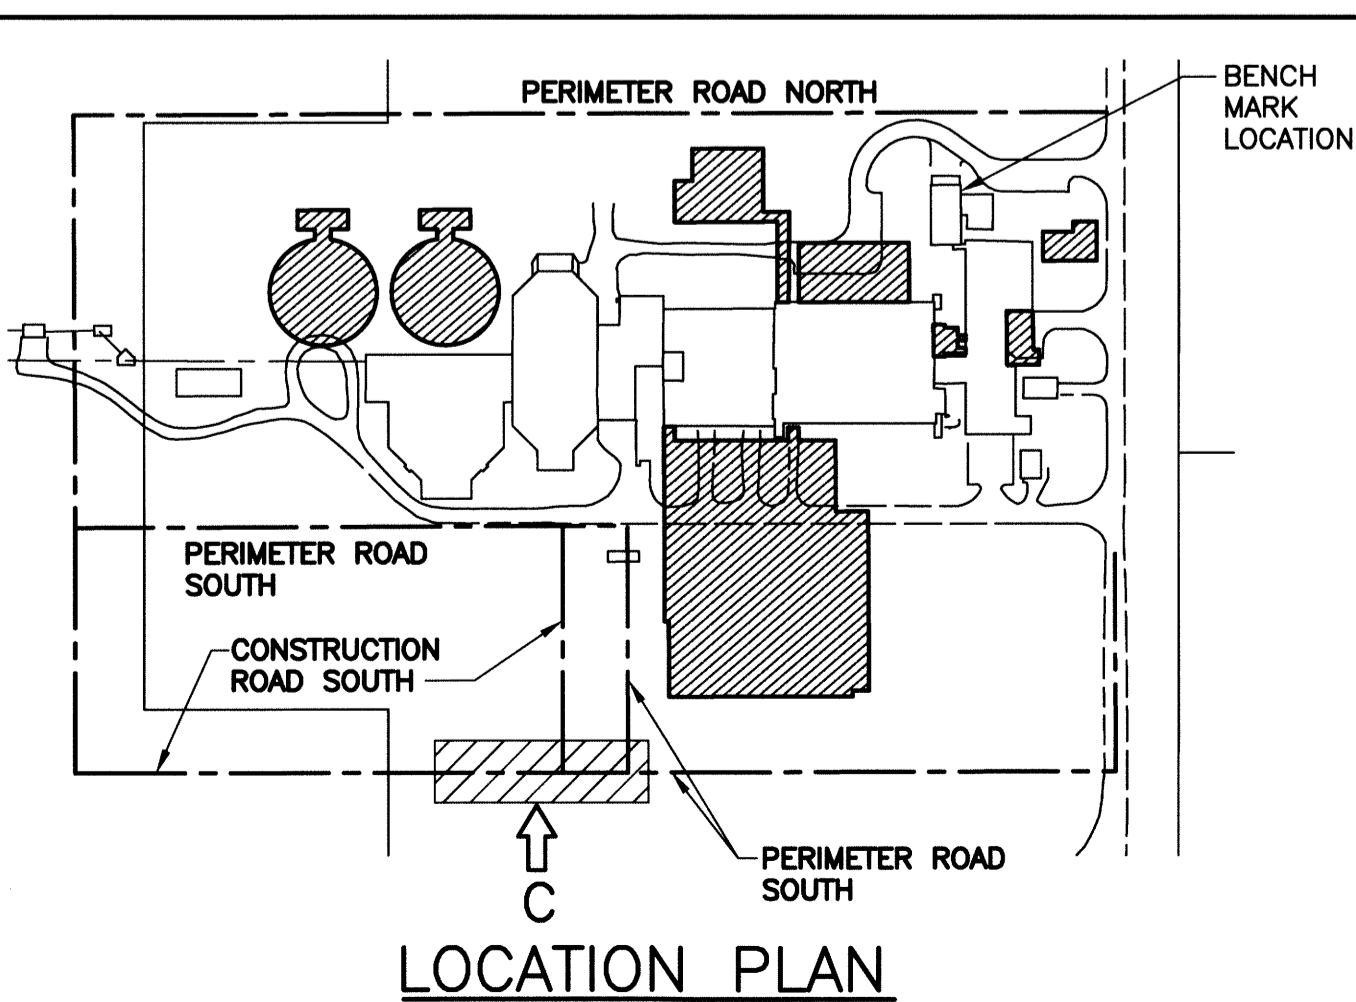 PERIMETER ROAD NORTH
BENCH
MARK
LOCATION
PERIMETER ROAD
SOUTH
CONSTRUCTION
ROAD SOUTH
PERIMETER ROAD
SOUTH
C
LOCATION PLAN